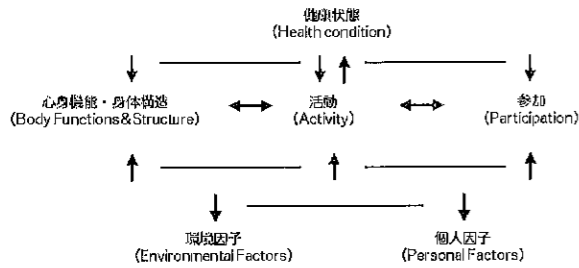 健康状態
(Health condition)
心身機能・身体構造
(Body Functions&Structure)
活動
(Activity)
参加
(Participation)
環境因子
(Environmental Factors)
個人因子
(Personal Factors)